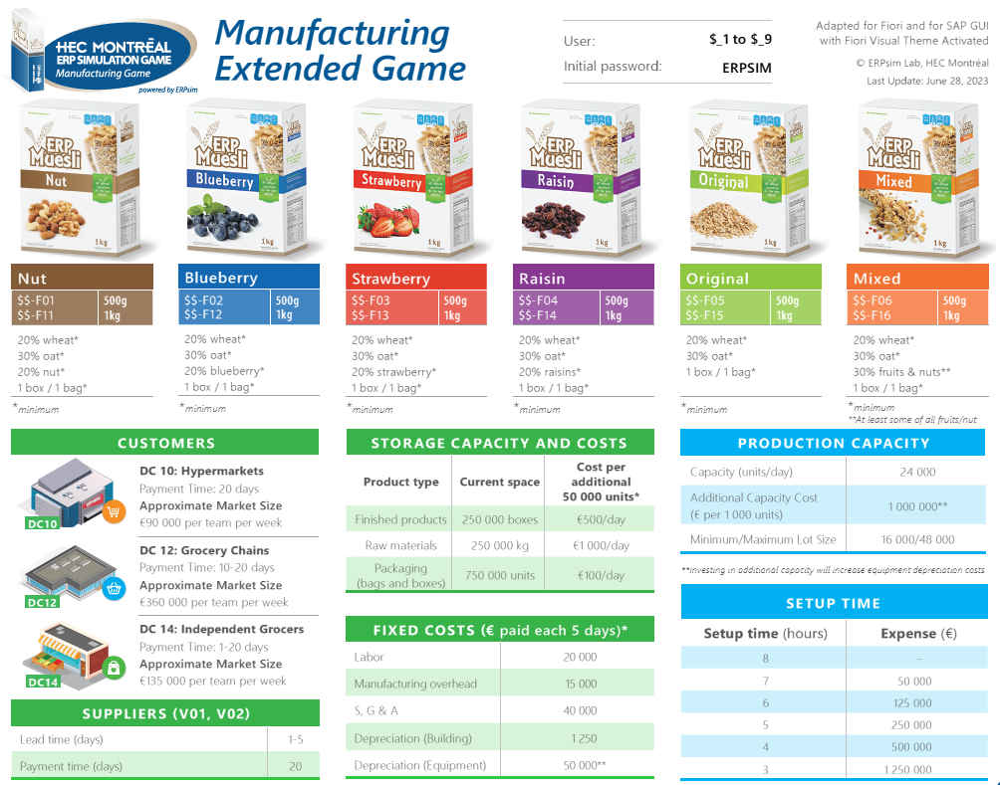 HEC MONTRÉAL
ERP SIMULATION GAME
Manufacturing Game
powered by ERPsim
Manufacturing
Extended Game
User: $_1 to $_9
Initial password: ERPSIM
Adapted for Fiori and for SAP GUI
with Fiori Visual Theme Activated
© ERPsim Lab, HEC Montréal
Last Update: June 28, 2023
ERP Muesli Nut 1kg
ERP Muesli Blueberry 1kg
ERP Muesli Strawberry 1kg
ERP Muesli Raisin 1kg
ERP Muesli Original 1kg
ERP Muesli Mixed 1kg
Nut
$$-F01 500g
$$-F11 1kg
20% wheat*
30% oat*
20% nut*
1 box / 1 bag*
*minimum
Blueberry
$$-F02 500g
$$-F12 1kg
20% wheat*
30% oat*
20% blueberry*
1 box / 1 bag*
*minimum
Strawberry
$$-F03 500g
$$-F13 1kg
20% wheat*
30% oat*
20% strawberry*
1 box / 1 bag*
*minimum
Raisin
$$-F04 500g
$$-F14 1kg
20% wheat*
30% oat*
20% raisins*
1 box / 1 bag*
*minimum
Original
$$-F05 500g
$$-F15 1kg
20% wheat*
30% oat*
1 box / 1 bag*
*minimum
Mixed
$$-F06 500g
$$-F16 1kg
20% wheat*
30% oat*
30% fruits & nuts**
1 box / 1 bag*
*minimum
**At least some of all fruits/nut
CUSTOMERS
DC10
DC 10: Hypermarkets
Payment Time: 20 days
Approximate Market Size
€90 000 per team per week
DC12
DC 12: Grocery Chains
Payment Time: 10-20 days
Approximate Market Size
€360 000 per team per week
DC14
DC 14: Independent Grocers
Payment Time: 1-20 days
Approximate Market Size
€135 000 per team per week
SUPPLIERS (V01, V02)
Lead time (days) 1-5
Payment time (days) 20
STORAGE CAPACITY AND COSTS
Product type Current space Cost per
additional
50 000 units*
Finished products 250 000 boxes €500/day
Raw materials 250 000 kg €1 000/day
Packaging
(bags and boxes) 750 000 units €100/day
FIXED COSTS (€ paid each 5 days)*
Labor 20 000
Manufacturing overhead 15 000
S, G & A 40 000
Depreciation (Building) 1 250
Depreciation (Equipment) 50 000**
PRODUCTION CAPACITY
Capacity (units/day) 24 000
Additional Capacity Cost
(€ per 1 000 units) 1 000 000**
Minimum/Maximum Lot Size 16 000/48 000
**Investing in additional capacity will increase equipment depreciation costs
SETUP TIME
Setup time (hours) Expense (€)
8 –
7 50 000
6 125 000
5 250 000
4 500 000
3 1 250 000